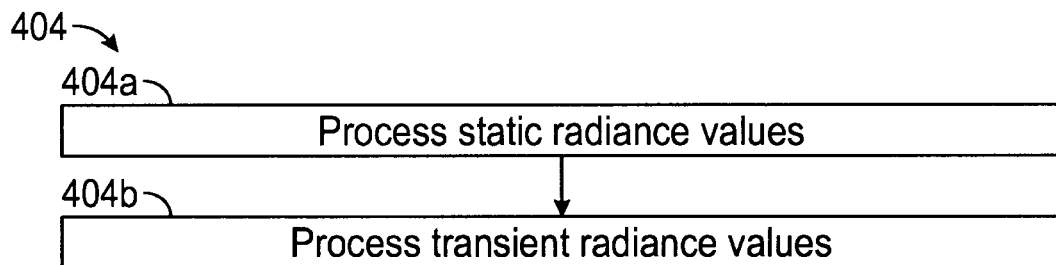 404
404a
Process static radiance values
404b
Process transient radiance values